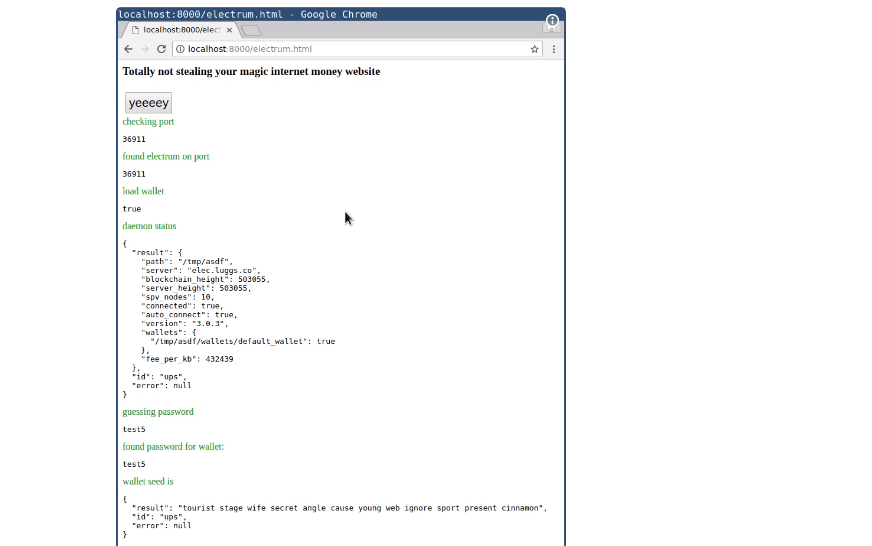 localhost:8000/electrum.html - Google Chrome
localhost:8000/elect
localhost:8000/electrum.html
Totally not stealing your magic internet money website
yeeeey
checking port
36911
found electrum on port
36911
load wallet
true
daemon status
{
  "result": {
    "path": "/tmp/asdf",
    "server": "elec.luggs.co",
    "blockchain_height": 503055,
    "server_height": 503055,
    "spv_nodes": 10,
    "connected": true,
    "auto_connect": true,
    "version": "3.0.3",
    "wallets": {
      "/tmp/asdf/wallets/default_wallet": true
    },
    "fee_per_kb": 432439
  },
  "id": "ups",
  "error": null
}
guessing password
test5
found password for wallet:
test5
wallet seed is
{
  "result": "tourist stage wife secret angle cause young web ignore sport present cinnamon",
  "id": "ups",
  "error": null
}